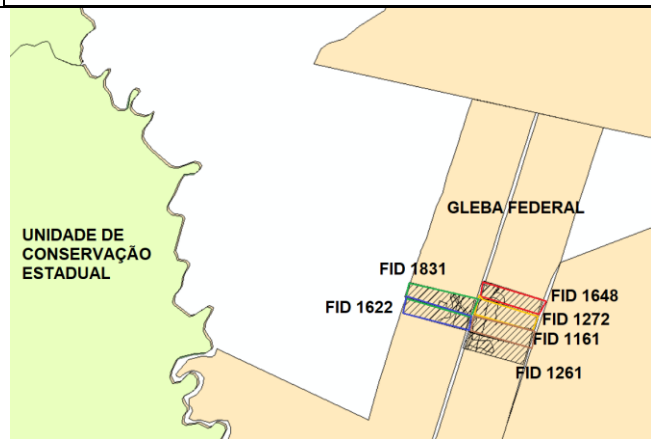 GLEBA FEDERAL
UNIDADE DE
CONSERVAÇÃO
ESTADUAL
FID 1831
FID 1622
FID 1648
FID 1272
FID 1161
FID 1261